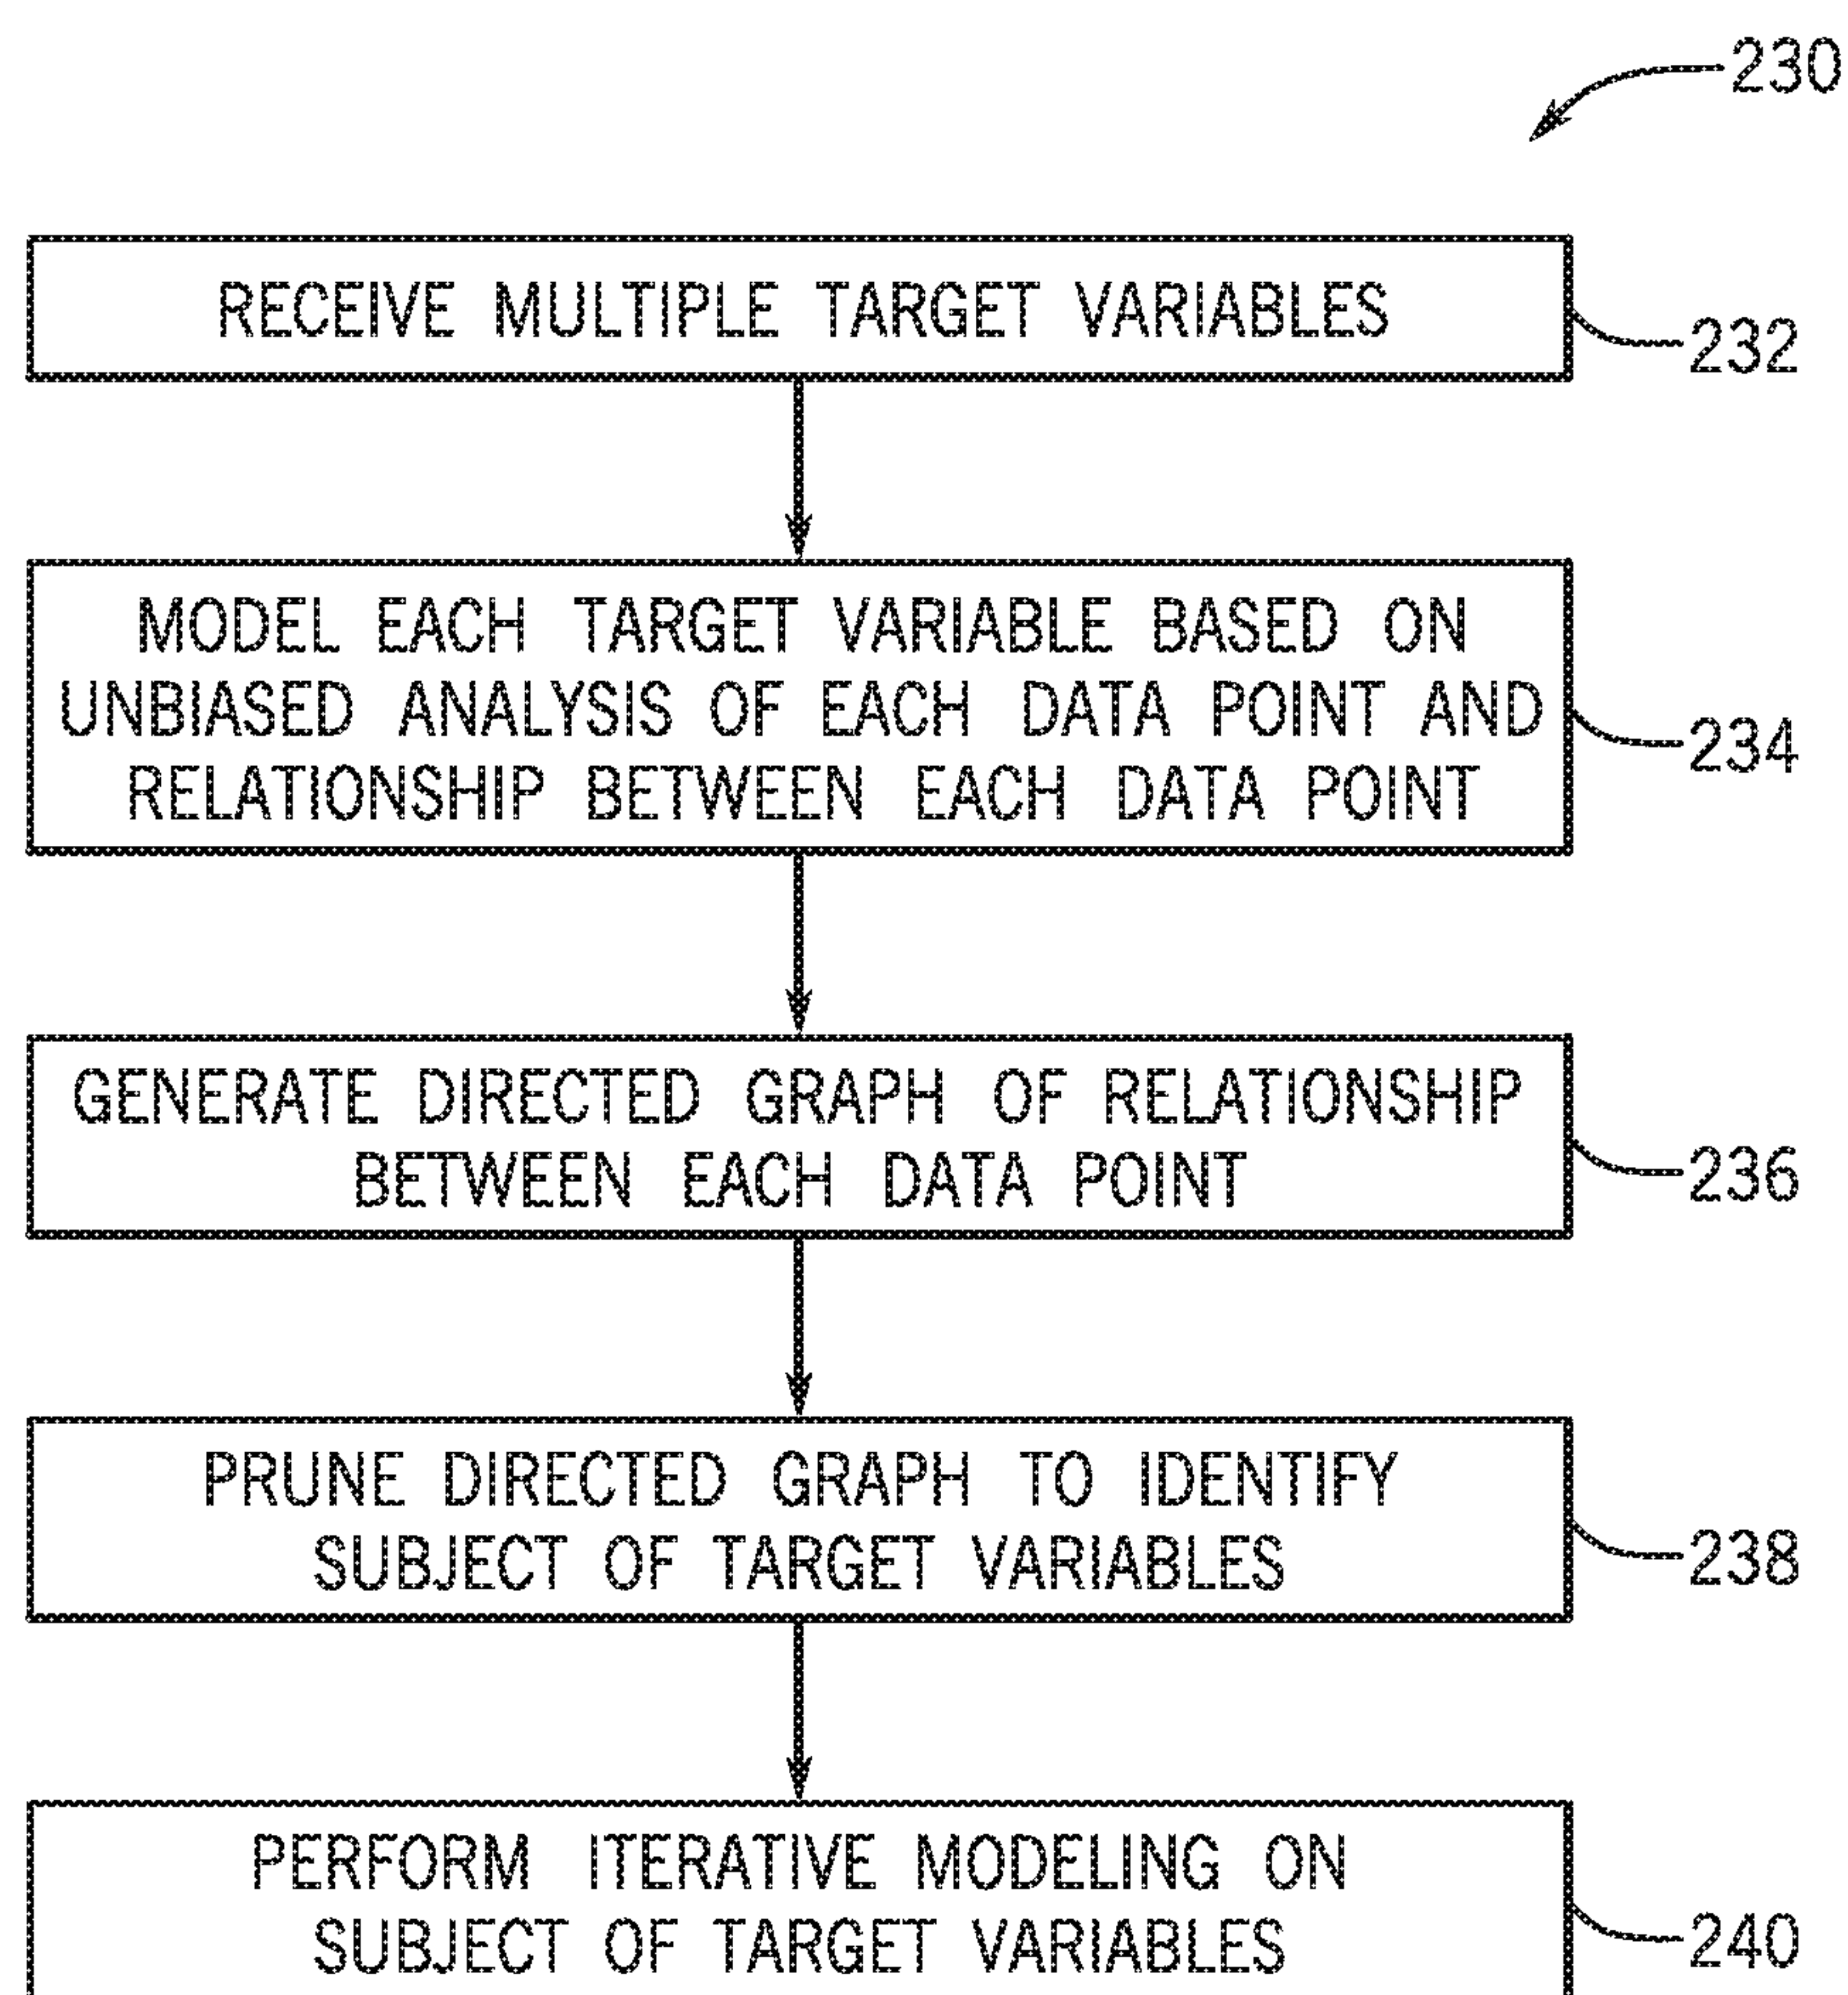 230
RECEIVE MULTIPLE TARGET VARIABLES
232
MODEL EACH TARGET VARIABLE BASED ON
UNBIASED ANALYSIS OF EACH DATA POINT AND
RELATIONSHIP BETWEEN EACH DATA POINT
234
GENERATE DIRECTED GRAPH OF RELATIONSHIP
BETWEEN EACH DATA POINT
236
PRUNE DIRECTED GRAPH TO IDENTIFY
SUBJECT OF TARGET VARIABLES
238
PERFORM ITERATIVE MODELING ON
SUBJECT OF TARGET VARIABLES
240